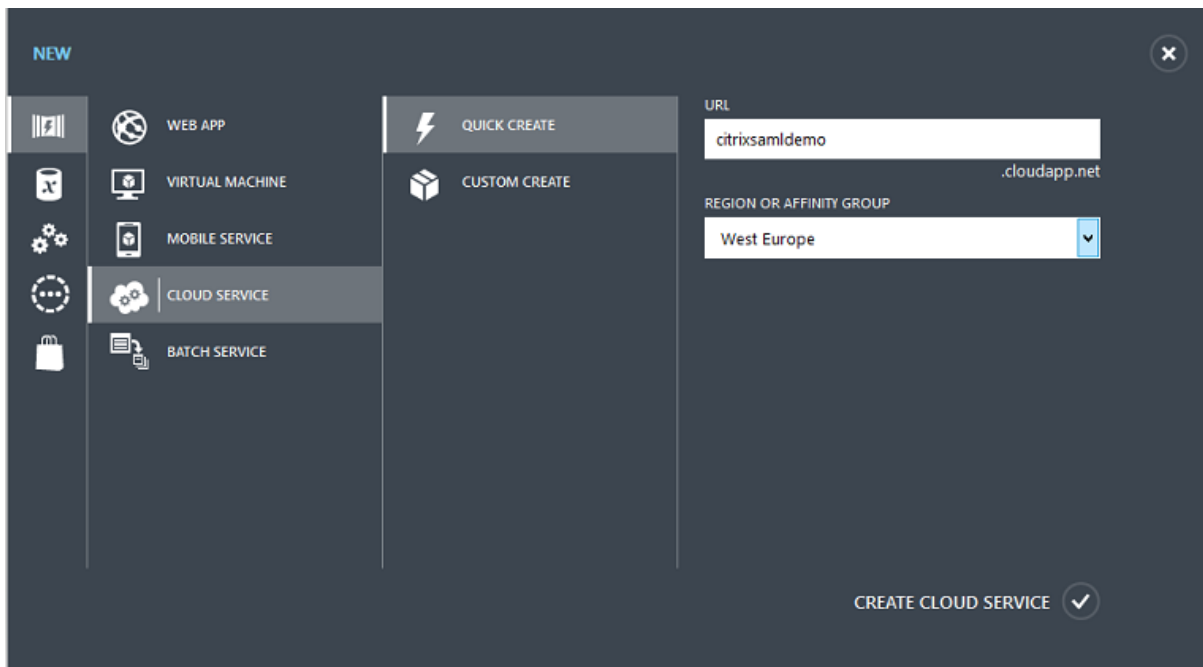 NEW
WEB APP
VIRTUAL MACHINE
MOBILE SERVICE
CLOUD SERVICE
BATCH SERVICE
QUICK CREATE
CUSTOM CREATE
URL
citrixsamldemo
.cloudapp.net
REGION OR AFFINITY GROUP
West Europe
CREATE CLOUD SERVICE